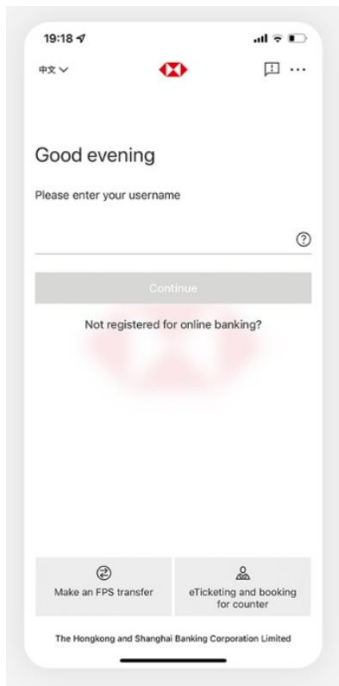 19:18
中文
Good evening
Please enter your username
Continue
Not registered for online banking?
Make an FPS transfer
eTicketing and booking
for counter
The Hongkong and Shanghai Banking Corporation Limited